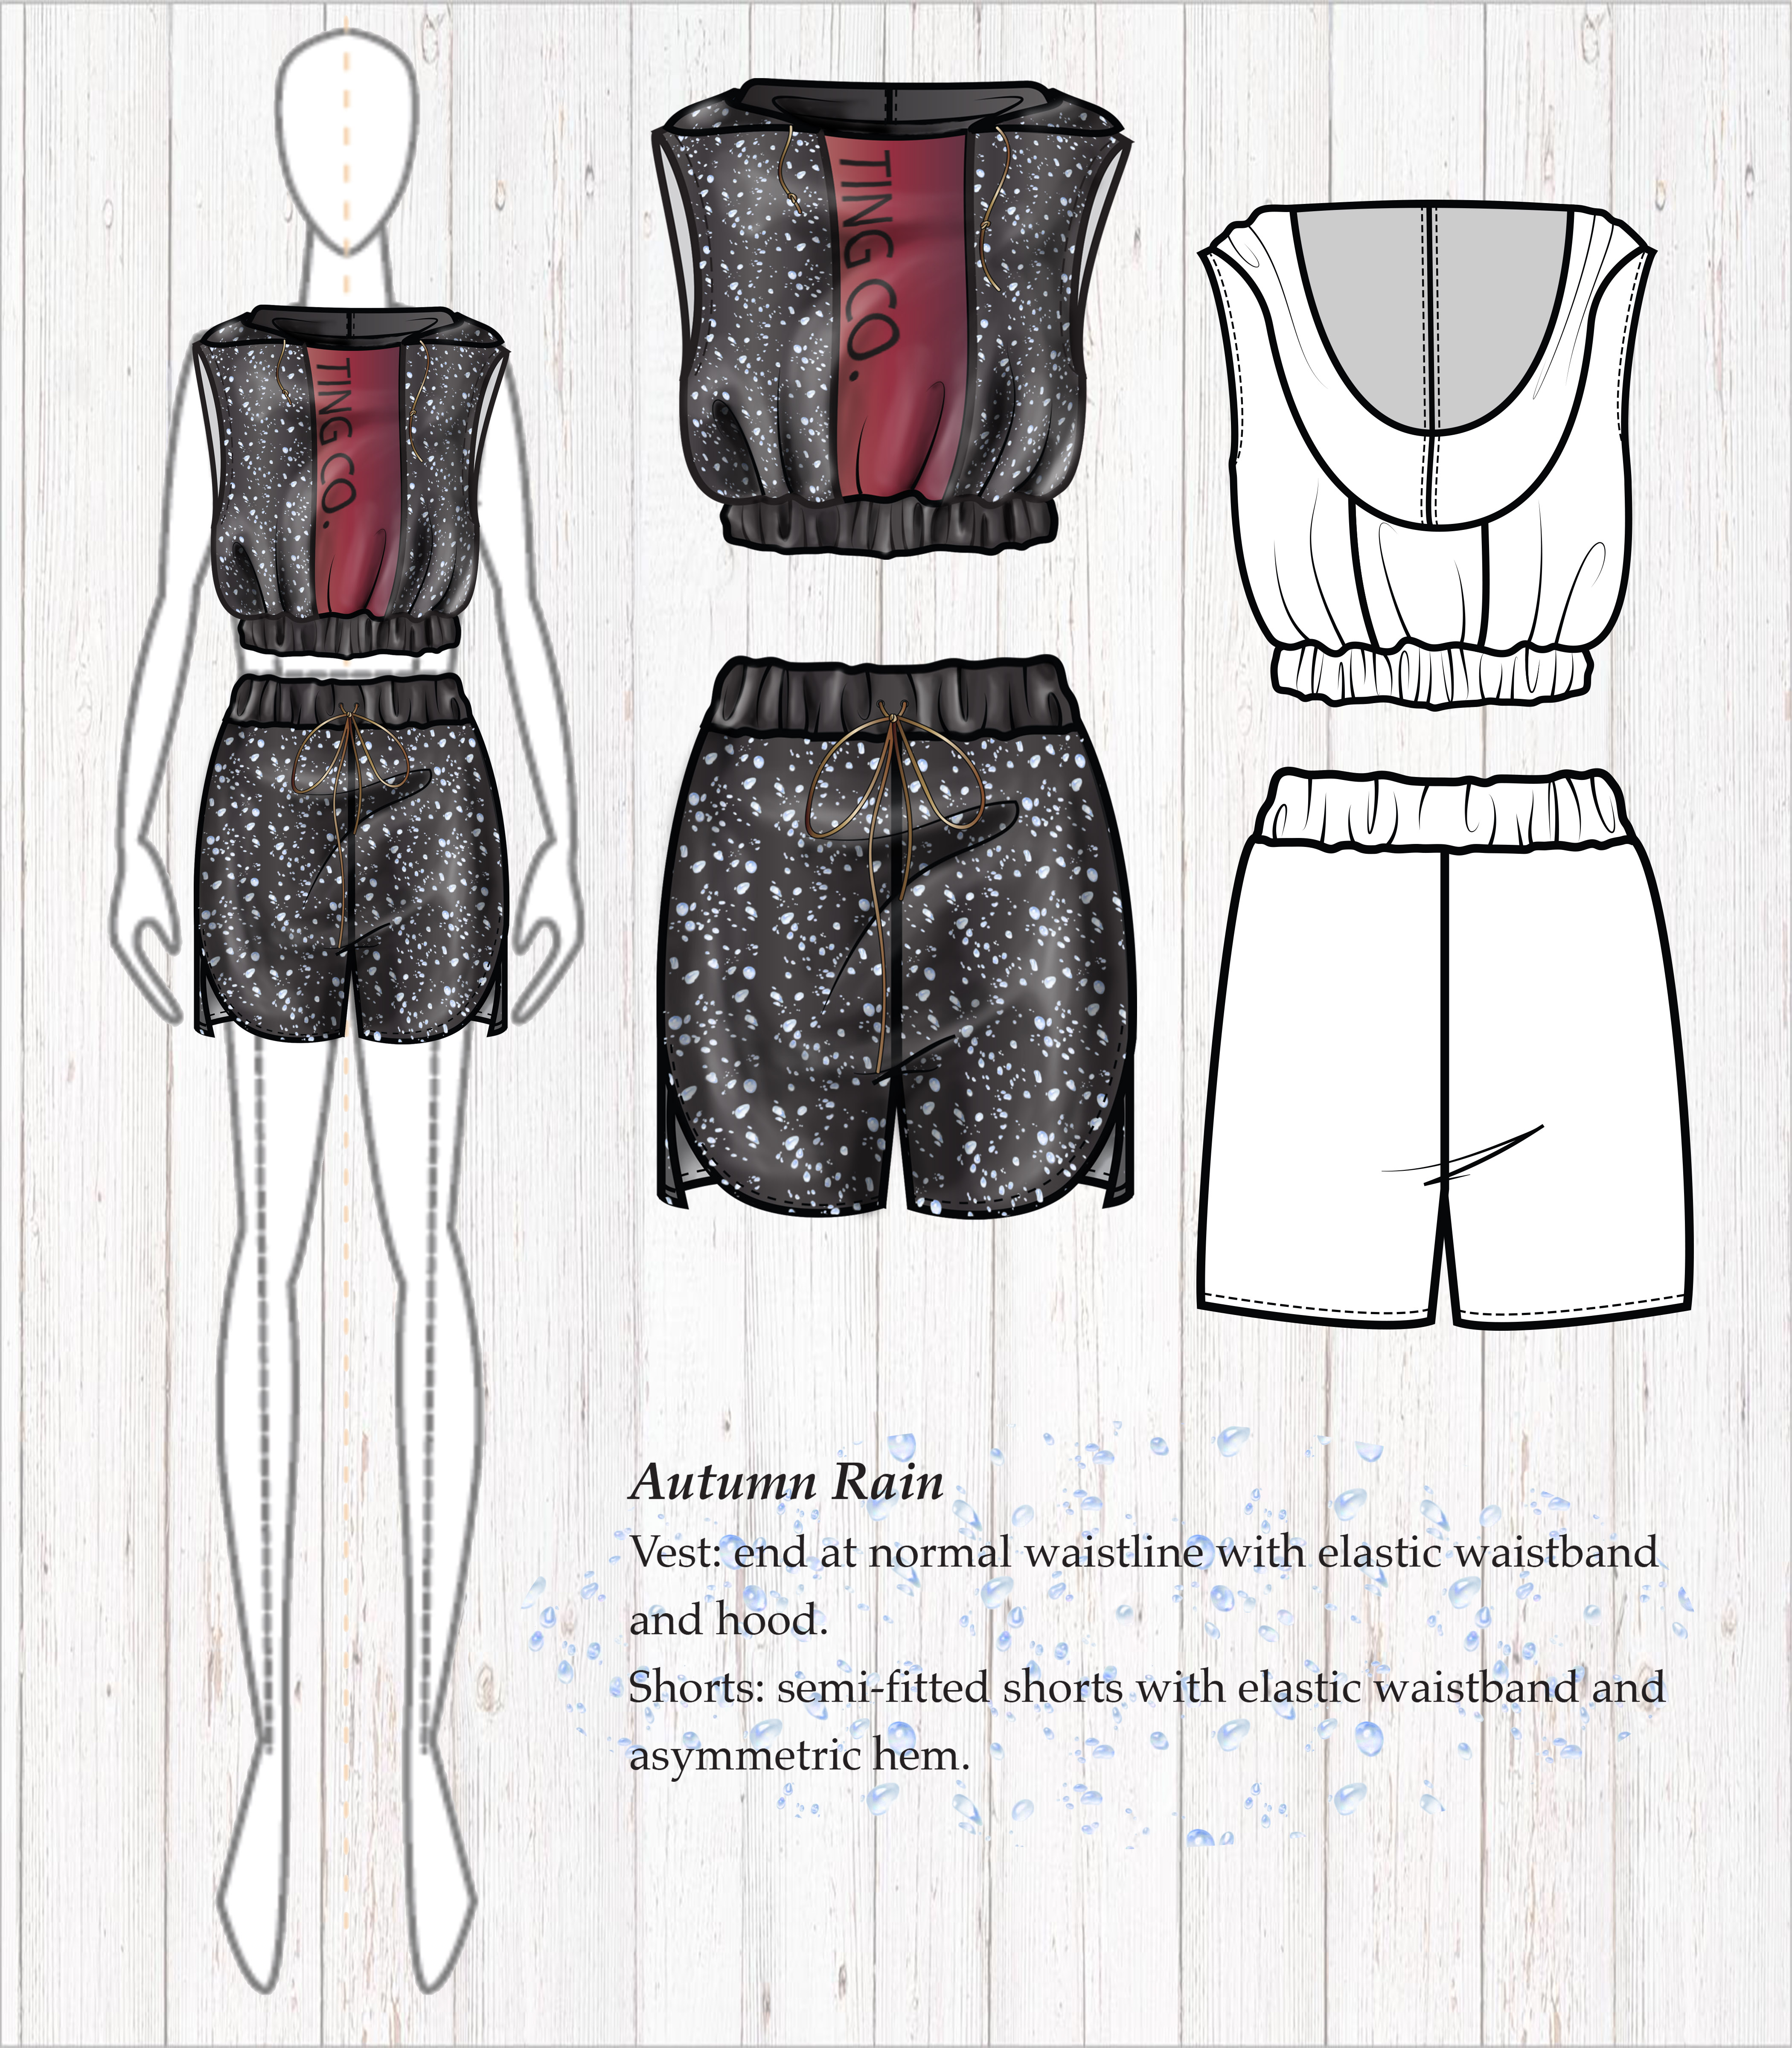 TING CO.
TING CO.
Autumn Rain
Vest: end at normal waistline with elastic waistband
and hood.
Shorts: semi-fitted shorts with elastic waistband and
asymmetric hem.